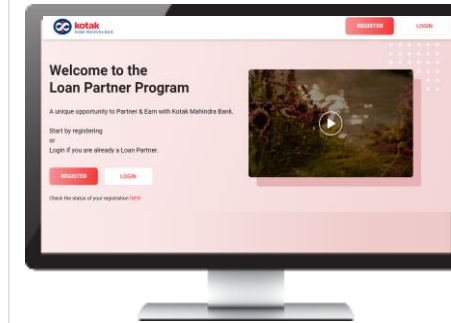 kotak
Kotak Mahindra Bank
REGISTER
LOGIN
Welcome to the
Loan Partner Program
A unique opportunity to Partner & Earn with Kotak Mahindra Bank.
Start by registering
or
Login if you are already a Loan Partner.
REGISTER
LOGIN
Check the status of your registration here